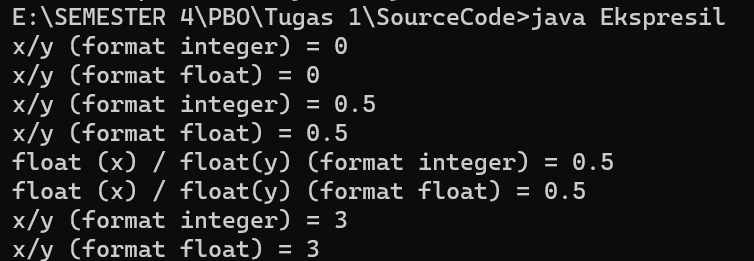 E:\SEMESTER 4\PBO\Tugas 1\SourceCode>java Ekspresi1
x/y (format integer) = 0
x/y (format float) = 0
x/y (format integer) = 0.5
x/y (format float) = 0.5
float (x) / float(y) (format integer) = 0.5
float (x) / float(y) (format float) = 0.5
x/y (format integer) = 3
x/y (format float) = 3